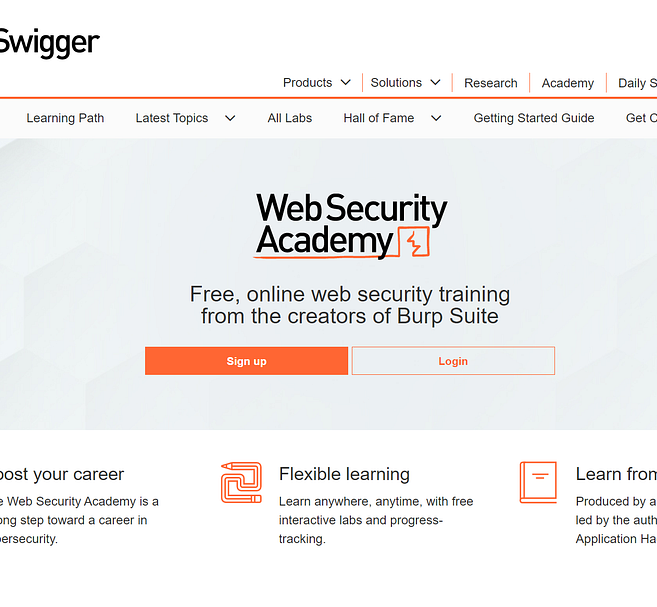 Swigger
Products Solutions Research Academy Daily S
Learning Path Latest Topics All Labs Hall of Fame Getting Started Guide Get C
Web Security
Academy
Free, online web security training
from the creators of Burp Suite
Sign up Login
oost your career
e Web Security Academy is a
ong step toward a career in
bersecurity.
Flexible learning
Learn anywhere, anytime, with free
interactive labs and progress-
tracking.
Learn from
Produced by a
led by the auth
Application Ha